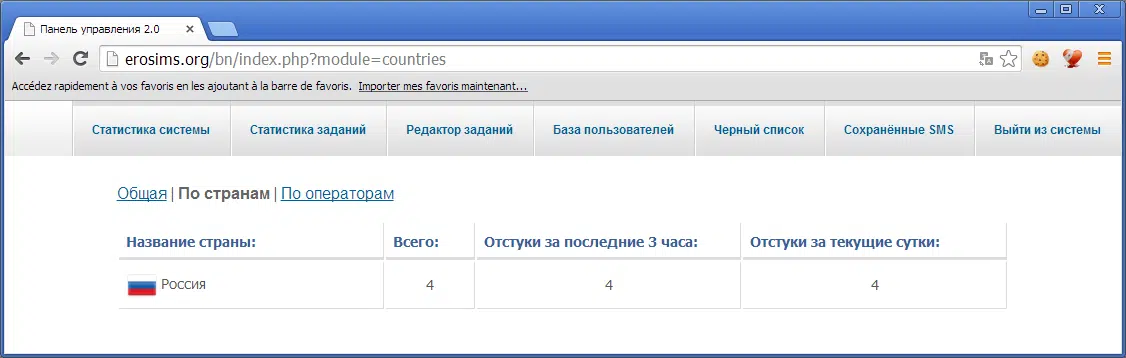 Панель управления 2.0
erosims.org/bn/index.php?module=countries
Accédez rapidement à vos favoris en les ajoutant à la barre de favoris. Importer mes favoris maintenant...
Статистика системы Статистика заданий Редактор заданий База пользователей Черный список Сохранённые SMS Выйти из системы
Общая | По странам | По операторам
Название страны: Всего: Отстуки за последние 3 часа: Отстуки за текущие сутки:
Россия 4 4 4